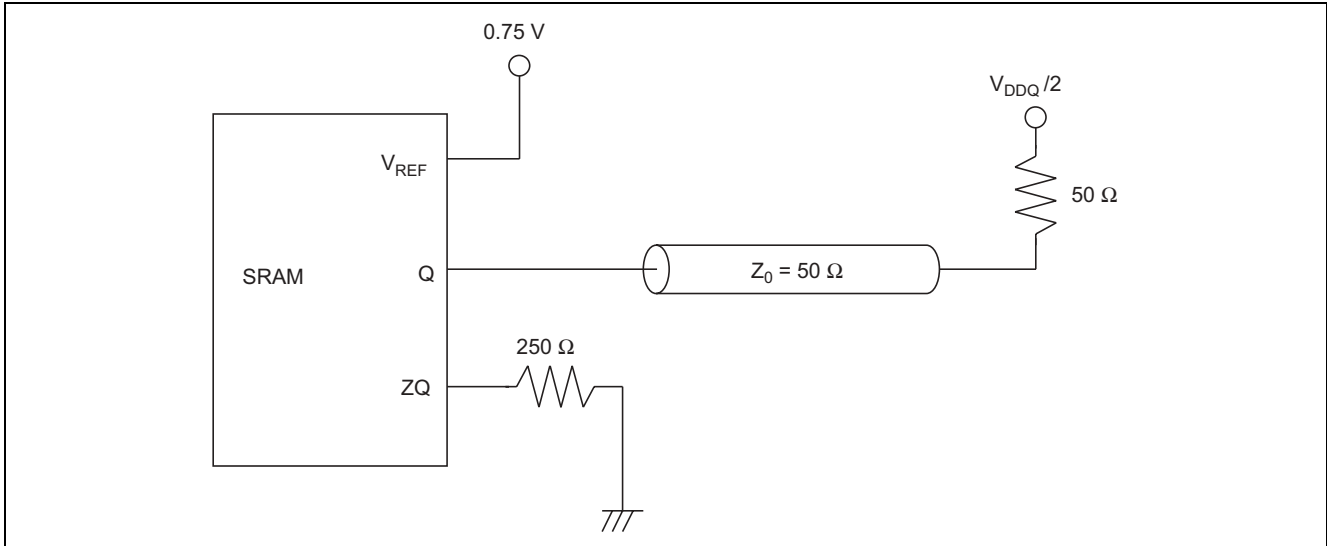 0.75 V
V_DDQ /2
V_REF
50 Ω
SRAM
Q
Z_0 = 50 Ω
250 Ω
ZQ